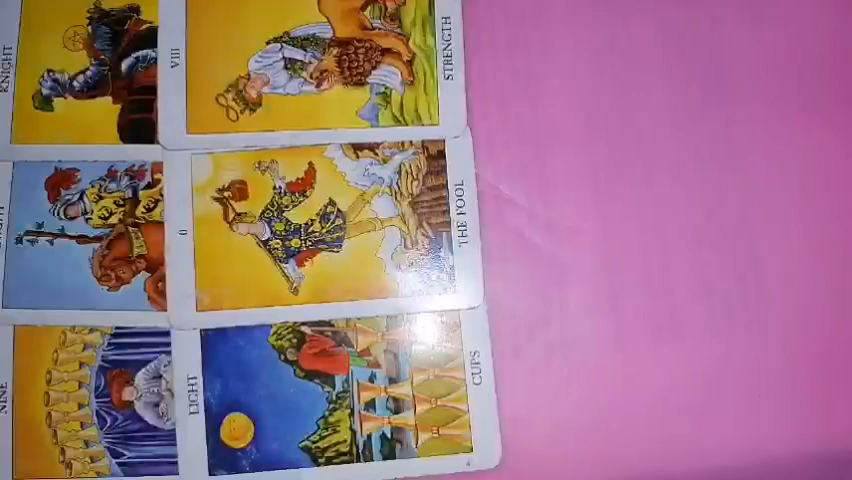 KNIGHT
VIII
STRENGTH
0
THE FOOL
NINE
EIGHT
CUPS